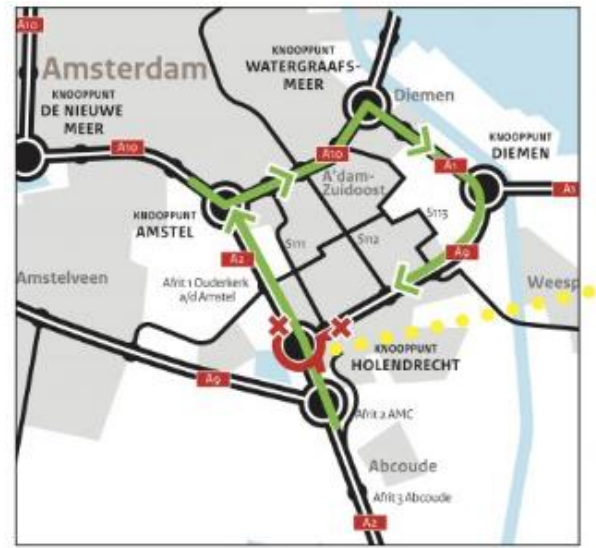 A10
A10
Amsterdam
KNOOPPUNT
WATERGRAAFS-
MEER
KNOOPPUNT
DE NIEUWE
MEER
Diemen
KNOOPPUNT
DIEMEN
A10
A10
A1
A1
A'dam-
Zuidoost
KNOOPPUNT
AMSTEL
S111
S112
S113
A2
A9
Amstelveen
Afrit 1 Ouderkerk
a/d Amstel
Weesp
KNOOPPUNT
HOLENDRECHT
A9
Afrit 2 AMC
Abcoude
Afrit 3 Abcoude
A2